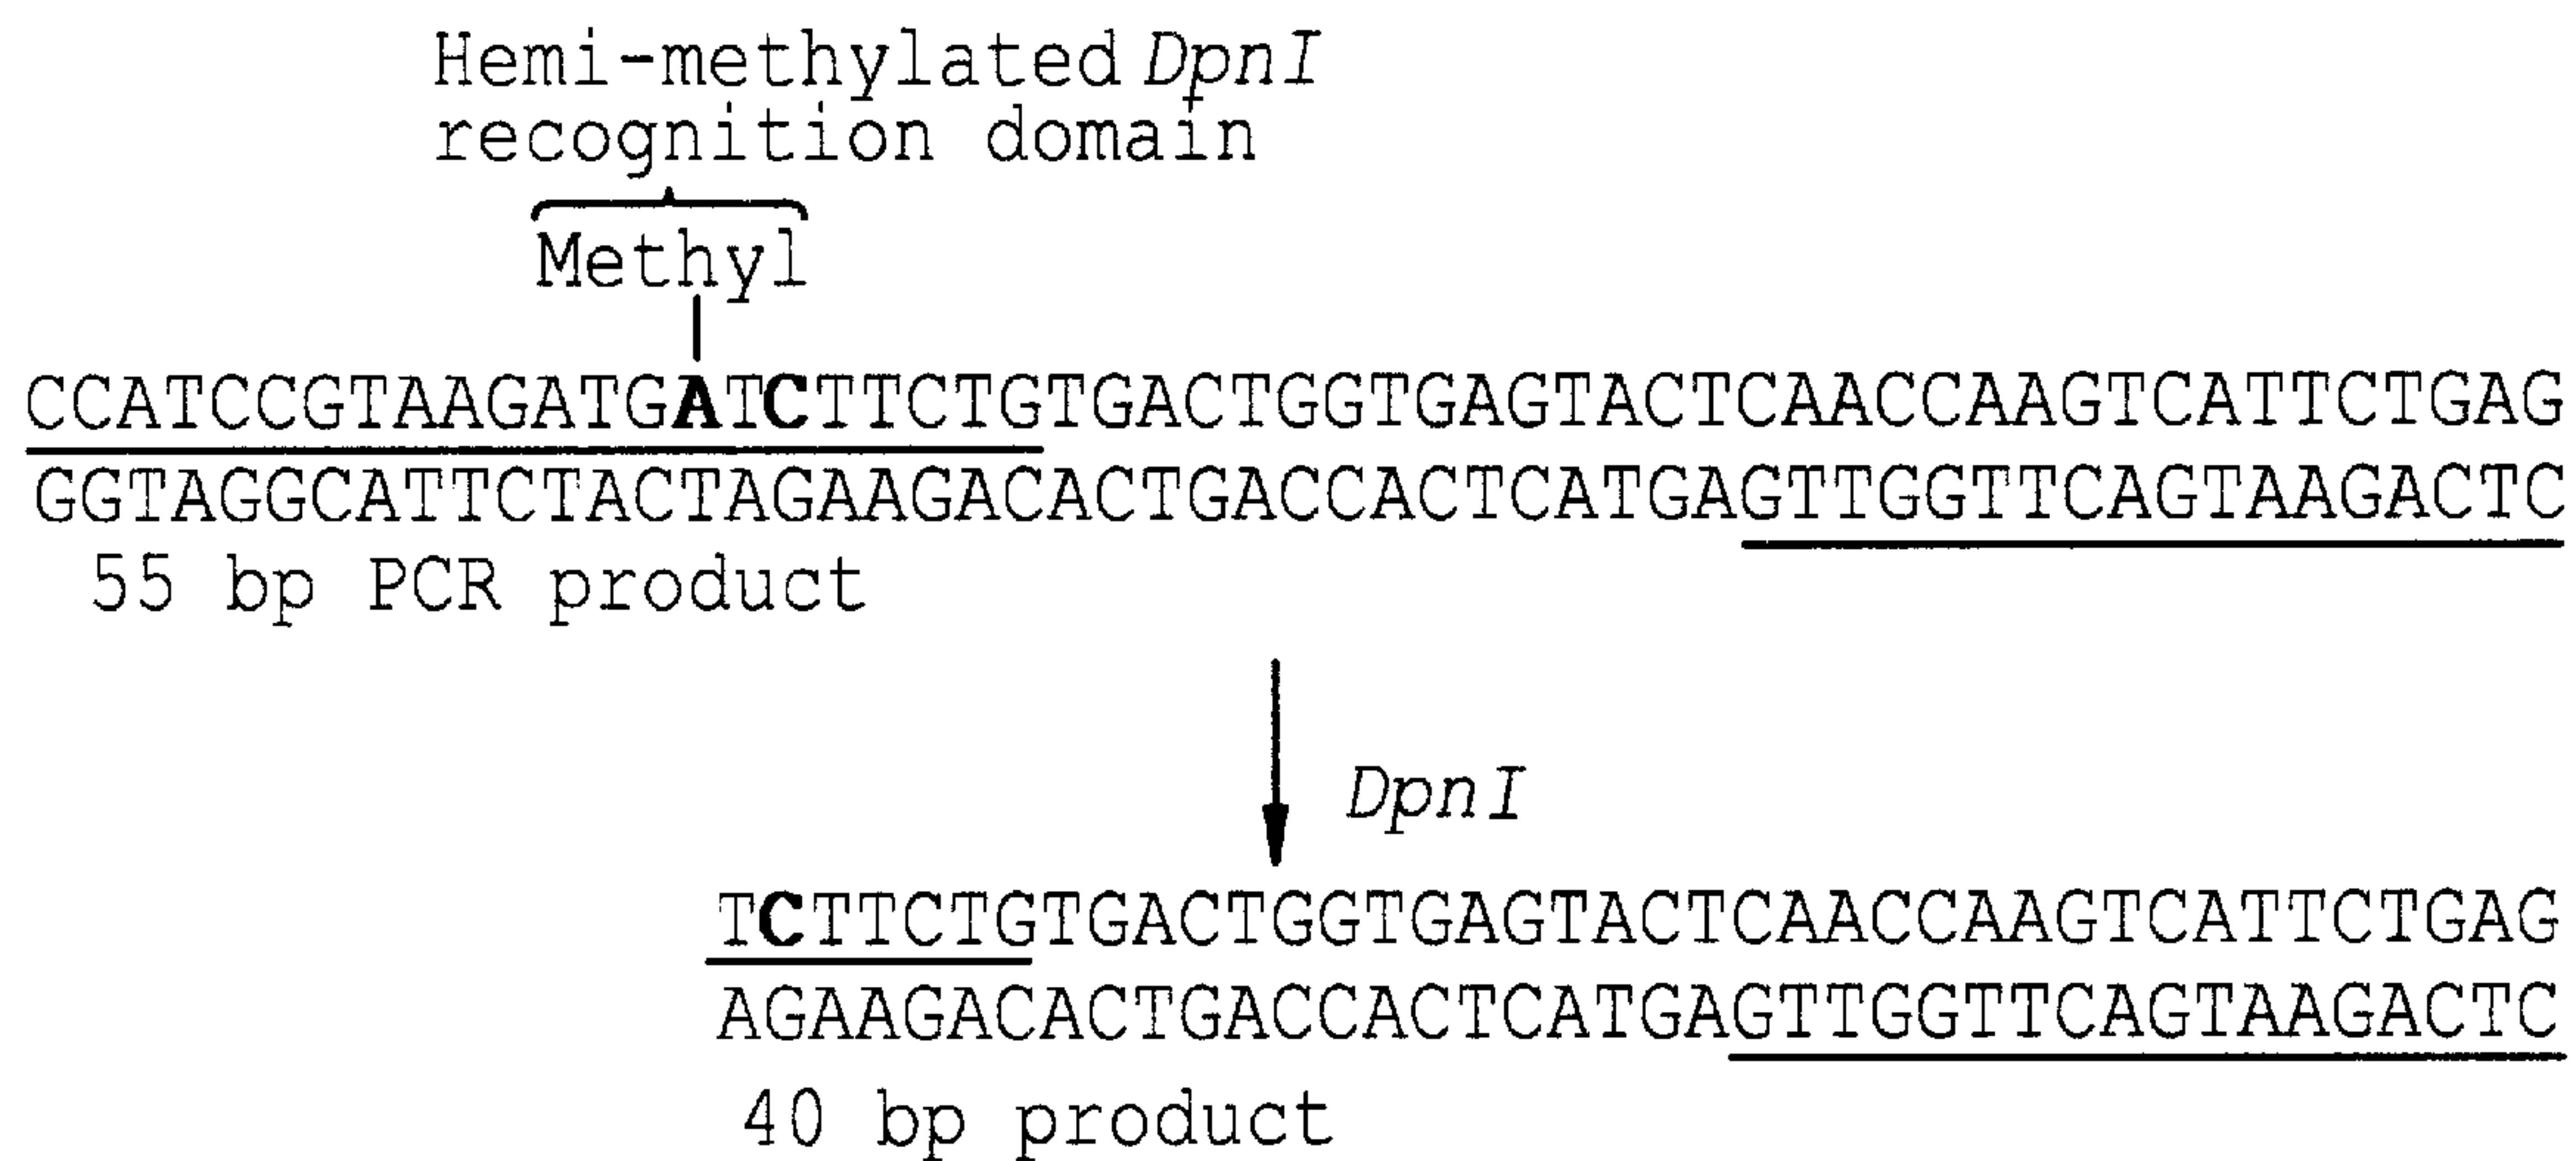 Hemi-methylated DpnI
recognition domain
Methyl
CCATCCGTAAGATGATCTTCTGTGACTGGTGAGTACTCAACCAAGTCATTCTGAG
GGTAGGCATTCTACTAGAAGACACTGACCACTCATGAGTTGGTTCAGTAAGACTC
55 bp PCR product
DpnI
TCTTCTGTGACTGGTGAGTACTCAACCAAGTCATTCTGAG
AGAAGACACTGACCACTCATGAGTTGGTTCAGTAAGACTC
40 bp product